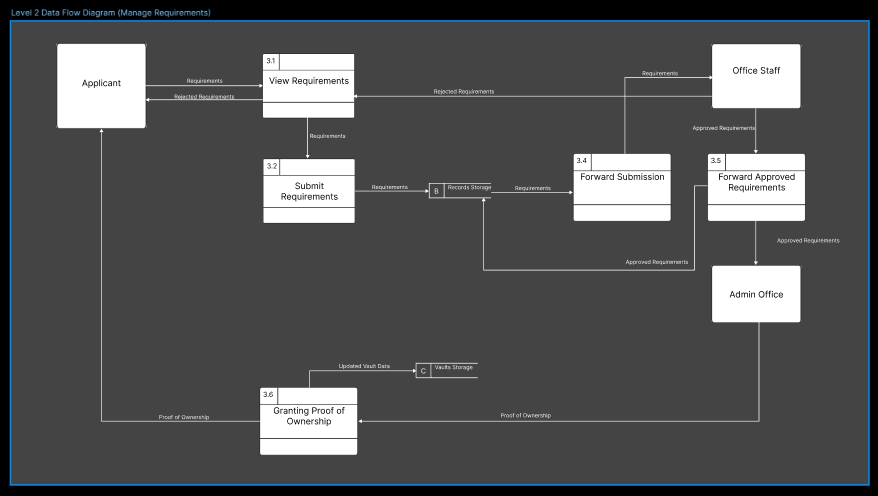 Level 2 Data Flow Diagram (Manage Requirements)
Applicant
Requirements
Rejected Requirements
3.1
View Requirements
Rejected Requirements
Requirements
Office Staff
Requirements
Approved Requirements
3.2
Submit
Requirements
Requirements
B
Records Storage
Requirements
3.4
Forward Submission
3.5
Forward Approved
Requirements
Approved Requirements
Approved Requirements
Admin Office
Updated Vault Data
C
Vaults Storage
3.6
Granting Proof of
Ownership
Proof of Ownership
Proof of Ownership